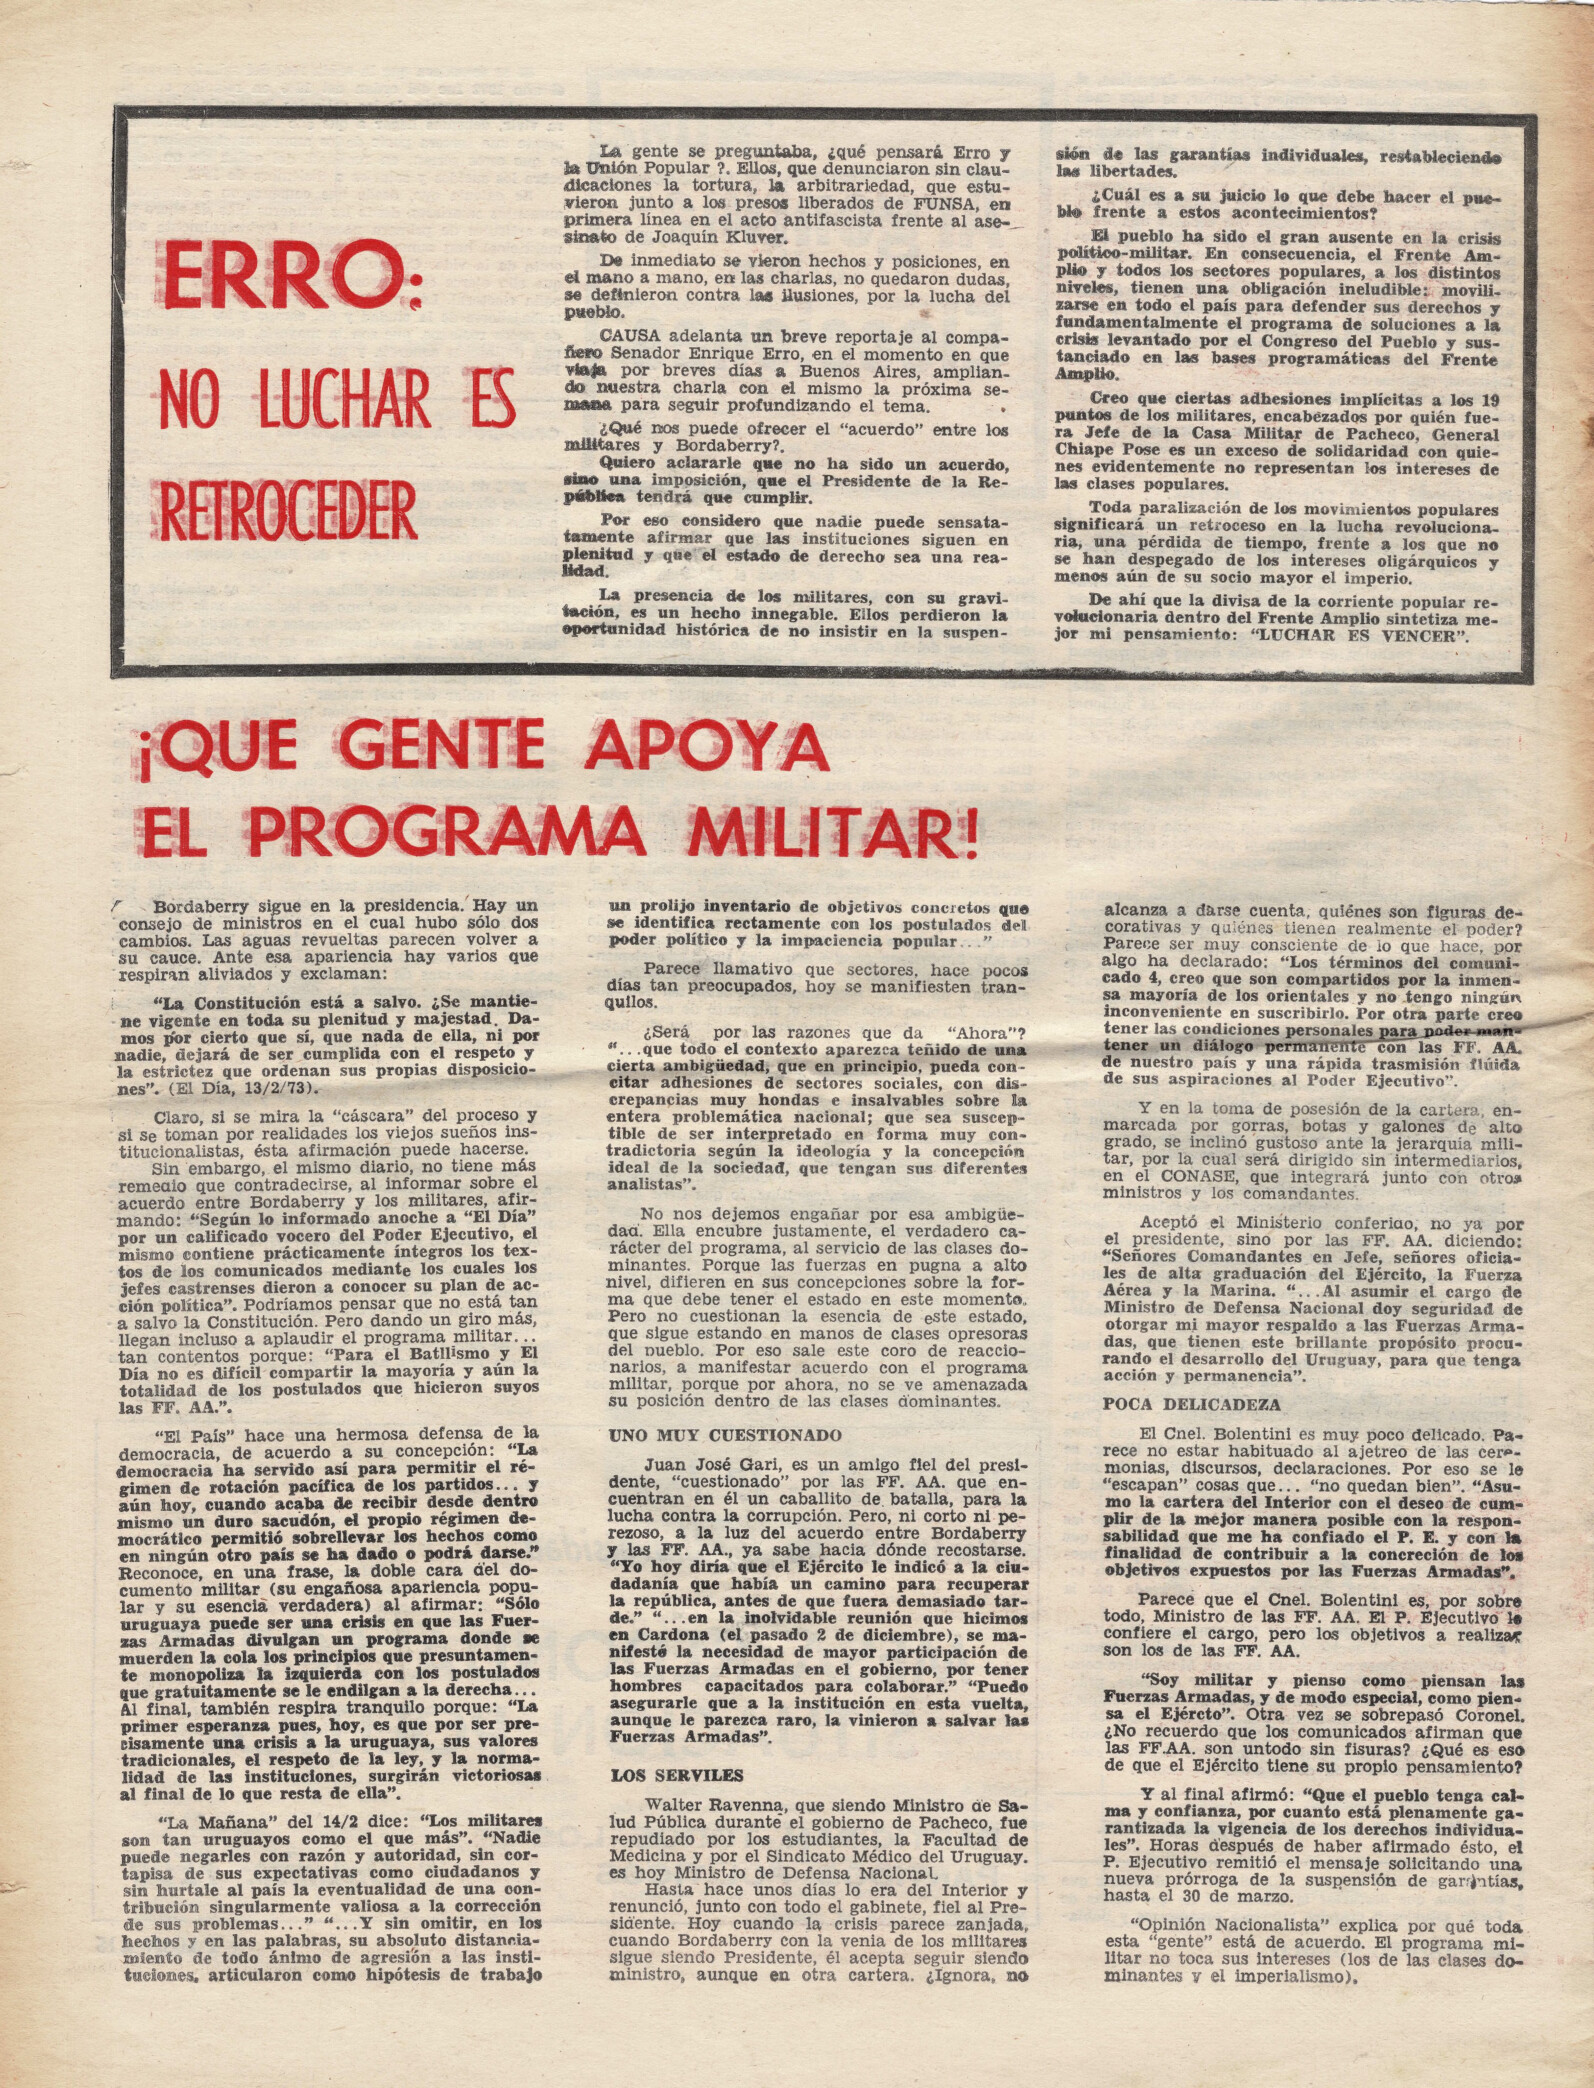 ERRO:
NO LUCHAR ES
RETROCEDER
La gente se preguntaba, ¿qué pensará Erro y
la Unión Popular ?. Ellos, que denunciaron sin clau-
dicaciones la tortura, la arbitrariedad, que estu-
vieron junto a los presos liberados de FUNSA, en
primera línea en el acto antifascista frente al ase-
sinato de Joaquín Kluver.
De inmediato se vieron hechos y posiciones, en
el mano a mano, en las charlas, no quedaron dudas,
se definieron contra las ilusiones, por la lucha del
pueblo.
CAUSA adelanta un breve reportaje al compa-
ñero Senador Enrique Erro, en el momento en que
viaja por breves días a Buenos Aires, amplian-
do nuestra charla con el mismo la próxima se-
mana para seguir profundizando el tema.
¿Qué nos puede ofrecer el "acuerdo" entre los
militares y Bordaberry?.
Quiero aclararle que no ha sido un acuerdo,
sino una imposición, que el Presidente de la Re-
pública tendrá que cumplir.
Por eso considero que nadie puede sensata-
tamente afirmar que las instituciones siguen en
plenitud y que el estado de derecho sea una rea-
lidad.
La presencia de los militares, con su gravi-
tación, es un hecho innegable. Ellos perdieron la
oportunidad histórica de no insistir en la suspen-
sión de las garantías individuales, restableciendo
las libertades.
¿Cuál es a su juicio lo que debe hacer el pue-
blo frente a estos acontecimientos?
El pueblo ha sido el gran ausente en la crisis
político-militar. En consecuencia, el Frente Am-
plio y todos los sectores populares, a los distintos
niveles, tienen una obligación ineludible: movili-
zarse en todo el país para defender sus derechos y
fundamentalmente el programa de soluciones a la
crisis levantado por el Congreso del Pueblo y sus-
tanciado en las bases programáticas del Frente
Amplio.
Creo que ciertas adhesiones implícitas a los 19
puntos de los militares, encabezados por quién fue-
ra Jefe de la Casa Militar de Pacheco, General
Chiape Pose es un exceso de solidaridad con quie-
nes evidentemente no representan los intereses de
las clases populares.
Toda paralización de los movimientos populares
significará un retroceso en la lucha revoluciona-
ria, una pérdida de tiempo, frente a los que no
se han despegado de los intereses oligárquicos y
menos aún de su socio mayor el imperio.
De ahí que la divisa de la corriente popular re-
volucionaria dentro del Frente Amplio sintetiza me-
jor mi pensamiento: "LUCHAR ES VENCER".
¡QUE GENTE APOYA
EL PROGRAMA MILITAR!
Bordaberry sigue en la presidencia. Hay un
consejo de ministros en el cual hubo sólo dos
cambios. Las aguas revueltas parecen volver a
su cauce. Ante esa apariencia hay varios que
respiran aliviados y exclaman:
"La Constitución está a salvo. ¿Se mantie-
ne vigente en toda su plenitud y majestad. Da-
mos por cierto que sí, que nada de ella, ni por
nadie, dejará de ser cumplida con el respeto y
la estrictez que ordenan sus propias disposicio-
nes". (El Día, 13/2/73).
Claro, si se mira la "cáscara" del proceso y
si se toman por realidades los viejos sueños ins-
titucionalistas, ésta afirmación puede hacerse.
Sin embargo, el mismo diario, no tiene más
remedio que contradecirse, al informar sobre el
acuerdo entre Bordaberry y los militares, afir-
mando: "Según lo informado anoche a "El Día"
por un calificado vocero del Poder Ejecutivo, el
mismo contiene prácticamente íntegros los tex-
tos de los comunicados mediante los cuales los
jefes castrenses dieron a conocer su plan de ac-
ción política". Podríamos pensar que no está tan
a salvo la Constitución. Pero dando un giro más,
llegan incluso a aplaudir el programa militar...
tan contentos porque: "Para el Batllismo y El
Día no es difícil compartir la mayoría y aún la
totalidad de los postulados que hicieron suyos
las FF. AA.".
"El País" hace una hermosa defensa de la
democracia, de acuerdo a su concepción: "La
democracia ha servido así para permitir el ré-
gimen de rotación pacífica de los partidos... y
aún hoy, cuando acaba de recibir desde dentro
mismo un duro sacudón, el propio régimen de-
mocrático permitió sobrellevar los hechos como
en ningún otro país se ha dado o podrá darse."
Reconoce, en una frase, la doble cara del do-
cumento militar (su engañosa apariencia popu-
lar y su esencia verdadera) al afirmar: "Sólo
uruguaya puede ser una crisis en que las Fuer-
zas Armadas divulgan un programa donde se
muerden la cola los principios que presuntamen-
te monopoliza la izquierda con los postulados
que gratuitamente se le endilgan a la derecha...
Al final, también respira tranquilo porque: "La
primer esperanza pues, hoy, es que por ser pre-
cisamente una crisis a la uruguaya, sus valores
tradicionales, el respeto de la ley, y la norma-
lidad de las instituciones, surgirán victoriosas
al final de lo que resta de ella".
"La Mañana" del 14/2 dice: "Los militares
son tan uruguayos como el que más". "Nadie
puede negarles con razón y autoridad, sin cor-
tapisa de sus expectativas como ciudadanos y
sin hurtale al país la eventualidad de una con-
tribución singularmente valiosa a la corrección
de sus problemas..." "...Y sin omitir, en los
hechos y en las palabras, su absoluto distancia-
miento de todo ánimo de agresión a las insti-
tuciones, articularon como hipótesis de trabajo
un prolijo inventario de objetivos concretos que
se identifica rectamente con los postulados del
poder político y la impaciencia popular..."
Parece llamativo que sectores, hace pocos
días tan preocupados, hoy se manifiesten tran-
quilos.
¿Será por las razones que da "Ahora"?
"...que todo el contexto aparezca teñido de una
cierta ambigüedad, que en principio, pueda con-
citar adhesiones de sectores sociales, con dis-
crepancias muy hondas e insalvables sobre la
entera problemática nacional; que sea suscep-
tible de ser interpretado en forma muy con-
tradictoria según la ideología y la concepción
ideal de la sociedad, que tengan sus diferentes
analistas".
No nos dejemos engañar por esa ambigüe-
dad. Ella encubre justamente, el verdadero ca-
rácter del programa, al servicio de las clases do-
minantes. Porque las fuerzas en pugna a alto
nivel, difieren en sus concepciones sobre la for-
ma que debe tener el estado en este momento.
Pero no cuestionan la esencia de este estado,
que sigue estando en manos de clases opresoras
del pueblo. Por eso sale este coro de reaccio-
narios, a manifestar acuerdo con el programa
militar, porque por ahora, no se ve amenazada
su posición dentro de las clases dominantes.
UNO MUY CUESTIONADO
Juan José Gari, es un amigo fiel del presi-
dente, "cuestionado" por las FF. AA. que en-
cuentran en él un caballito de batalla, para la
lucha contra la corrupción. Pero, ni corto ni pe-
rezoso, a la luz del acuerdo entre Bordaberry
y las FF. AA., ya sabe hacia dónde recostarse.
"Yo hoy diría que el Ejército le indicó a la ciu-
dadanía que había un camino para recuperar
la república, antes de que fuera demasiado tar-
de." "...en la inolvidable reunión que hicimos
en Cardona (el pasado 2 de diciembre), se ma-
nifesté la necesidad de mayor participación de
las Fuerzas Armadas en el gobierno, por tener
hombres capacitados para colaborar." "Puedo
asegurarle que a la institución en esta vuelta,
aunque le parezca raro, la vinieron a salvar las
Fuerzas Armadas".
LOS SERVILES
Walter Ravenna, que siendo Ministro de Sa-
lud Pública durante el gobierno de Pacheco, fue
repudiado por los estudiantes, la Facultad de
Medicina y por el Sindicato Médico del Uruguay.
es hoy Ministro de Defensa Nacional.
Hasta hace unos días lo era del Interior y
renunció, junto con todo el gabinete, fiel al Pre-
sidente. Hoy cuando la crisis parece zanjada,
cuando Bordaberry con la venia de los militares
sigue siendo Presidente, él acepta seguir siendo
ministro, aunque en otra cartera. ¿Ignora, no
alcanza a darse cuenta, quiénes son figuras de-
corativas y quiénes tienen realmente el poder?
Parece ser muy consciente de lo que hace, por
algo ha declarado: "Los términos del comuni-
cado 4, creo que son compartidos por la inmen-
sa mayoría de los orientales y no tengo ningún
inconveniente en suscribirlo. Por otra parte creo
tener las condiciones personales para poder man-
tener un diálogo permanente con las FF. AA.
de nuestro país y una rápida trasmisión flúida
de sus aspiraciones al Poder Ejecutivo".
Y en la toma de posesión de la cartera, en-
marcada por gorras, botas y galones de alto
grado, se inclinó gustoso ante la jerarquía mili-
tar, por la cual será dirigido sin intermediarios,
en el CONASE, que integrará junto con otros
ministros y los comandantes.
Aceptó el Ministerio conferido, no ya por
el presidente, sino por las FF. AA. diciendo:
"Señores Comandantes en Jefe, señores oficia-
les de alta graduación del Ejército, la Fuerza
Aérea y la Marina. "...Al asumir el cargo de
Ministro de Defensa Nacional doy seguridad de
otorgar mi mayor respaldo a las Fuerzas Arma-
das, que tienen este brillante propósito procu-
rando el desarrollo del Uruguay, para que tenga
acción y permanencia".
POCA DELICADEZA
El Cnel. Bolentini es muy poco delicado. Pa-
rece no estar habituado al ajetreo de las cere-
monias, discursos, declaraciones. Por eso se le
"escapan" cosas que... "no quedan bien". "Asu-
mo la cartera del Interior con el deseo de cum-
plir de la mejor manera posible con la respon-
sabilidad que me ha confiado el P. E. y con la
finalidad de contribuir a la concreción de los
objetivos expuestos por las Fuerzas Armadas".
Parece que el Cnel. Bolentini es, por sobre
todo, Ministro de las FF. AA. El P. Ejecutivo le
confiere el cargo, pero los objetivos a realizar
son los de las FF. AA.
"Soy militar y pienso como piensan las
Fuerzas Armadas, y de modo especial, como pien-
sa el Ejército". Otra vez se sobrepasó Coronel.
¿No recuerdo que los comunicados afirman que
las FF.AA. son untodo sin fisuras? ¿Qué es eso
de que el Ejército tiene su propio pensamiento?
Y al final afirmó: "Que el pueblo tenga cal-
ma y confianza, por cuanto está plenamente ga-
rantizada la vigencia de los derechos individua-
les". Horas después de haber afirmado ésto, el
P. Ejecutivo remitió el mensaje solicitando una
nueva prórroga de la suspensión de garantías,
hasta el 30 de marzo.
"Opinión Nacionalista" explica por qué toda
esta "gente" está de acuerdo. El programa mi-
litar no toca sus intereses (los de las clases do-
minantes y el imperialismo).